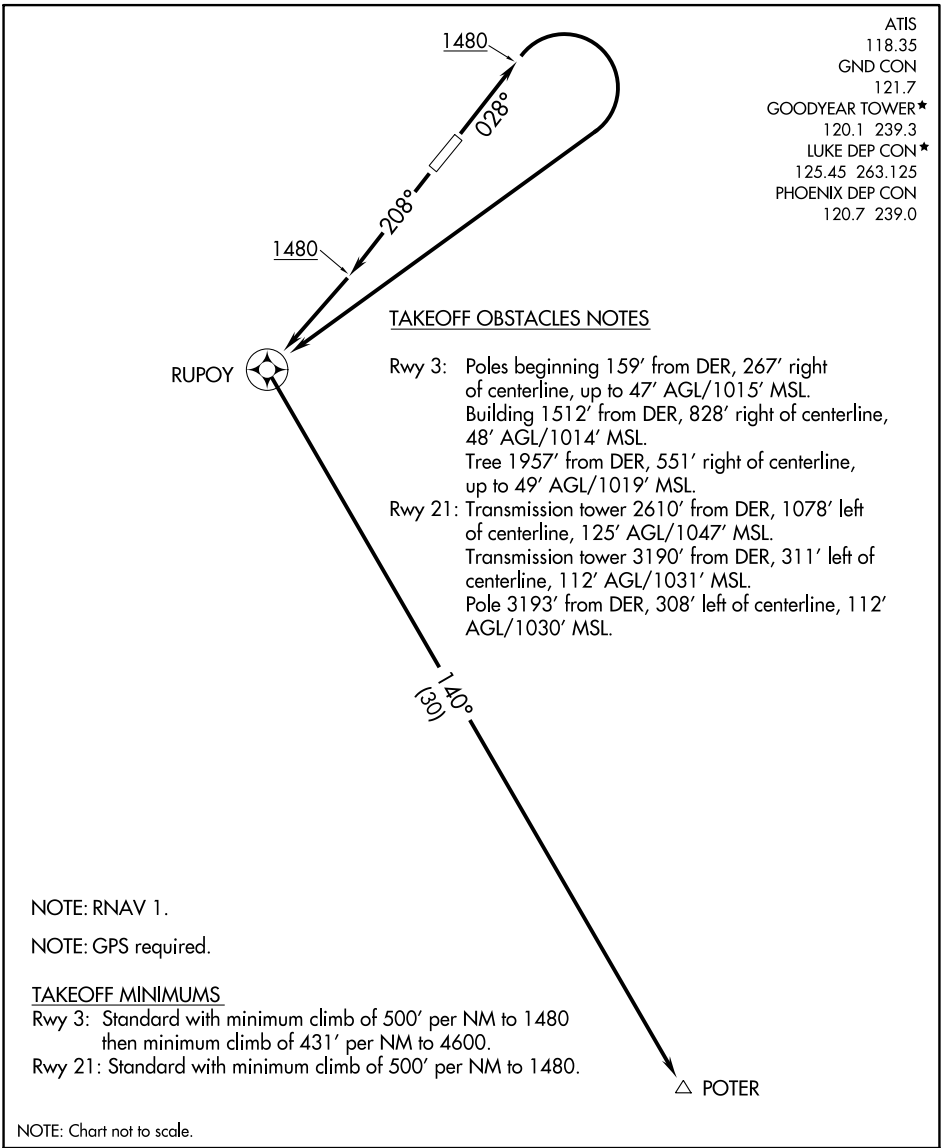 ATIS
118.35
GND CON
121.7
GOODYEAR TOWER★
120.1 239.3
LUKE DEP CON★
125.45 263.125
PHOENIX DEP CON
120.7 239.0
1480
028°
208°
1480
RUPOY
TAKEOFF OBSTACLES NOTES
Rwy 3: Poles beginning 159' from DER, 267' right
of centerline, up to 47' AGL/1015' MSL.
Building 1512' from DER, 828' right of centerline,
48' AGL/1014' MSL.
Tree 1957' from DER, 551' right of centerline,
up to 49' AGL/1019' MSL.
Rwy 21: Transmission tower 2610' from DER, 1078' left
of centerline, 125' AGL/1047' MSL.
Transmission tower 3190' from DER, 311' left of
centerline, 112' AGL/1031' MSL.
Pole 3193' from DER, 308' left of centerline, 112'
AGL/1030' MSL.
140°
(30)
NOTE: RNAV 1.
NOTE: GPS required.
TAKEOFF MINIMUMS
Rwy 3: Standard with minimum climb of 500' per NM to 1480
then minimum climb of 431' per NM to 4600.
Rwy 21: Standard with minimum climb of 500' per NM to 1480.
POTER
NOTE: Chart not to scale.